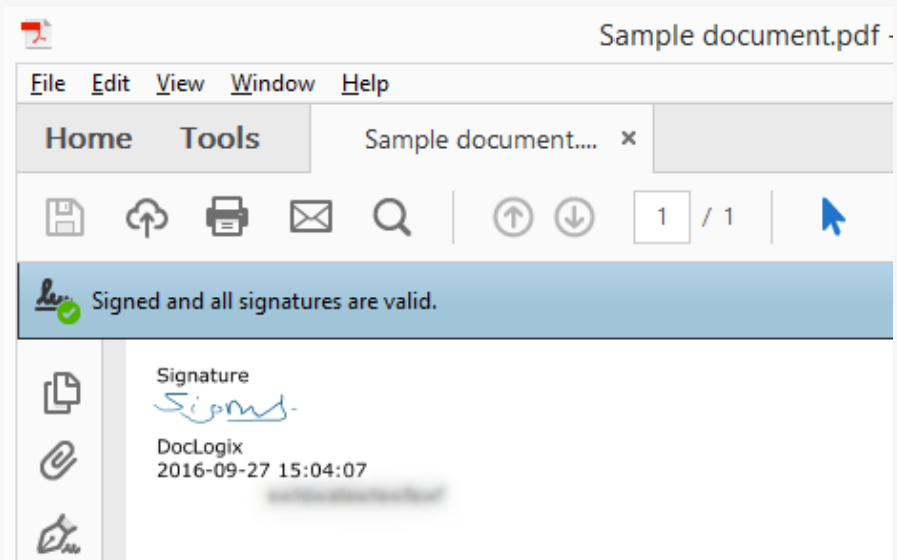 Sample document.pdf -
File Edit View Window Help
Home Tools Sample document.... ×
1 / 1
Signed and all signatures are valid.
Signature
DocLogix
2016-09-27 15:04:07